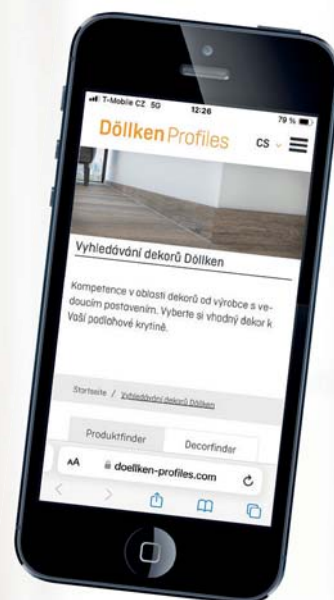 T-Mobile CZ 5G 12:26 79 %
Döllken Profiles CS
Vyhledávání dekorů Döllken
Kompetence v oblasti dekorů od výrobce s ve-
doucím postavením. Vyberte si vhodný dekor k
Vaší podlahové krytině.
Startseite / Vyhledávání dekorů Döllken
Produktfinder Decorfinder
AA doellken-profiles.com